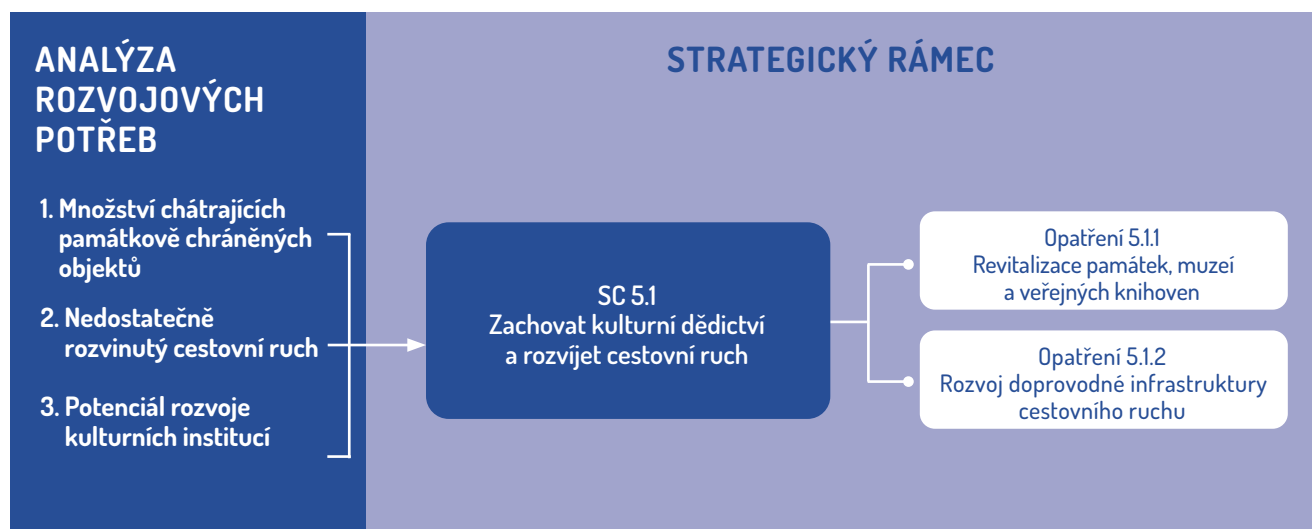 ANALÝZA
ROZVOJOVÝCH
POTŘEB
1. Množství chátrajících
památkově chráněných
objektů
2. Nedostatečně
rozvinutý cestovní ruch
3. Potenciál rozvoje
kulturních institucí
STRATEGICKÝ RÁMEC
SC 5.1
Zachovat kulturní dědictví
a rozvíjet cestovní ruch
Opatření 5.1.1
Revitalizace památek, muzeí
a veřejných knihoven
Opatření 5.1.2
Rozvoj doprovodné infrastruktury
cestovního ruchu